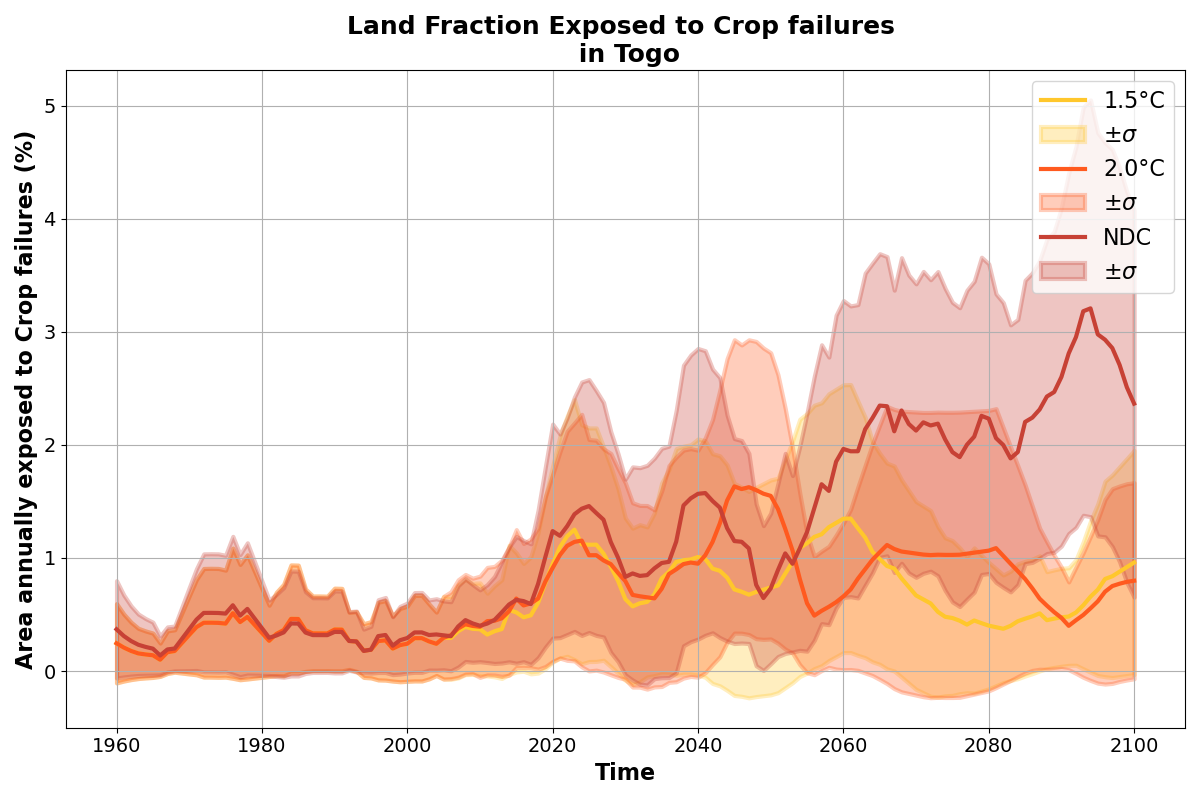 Land Fraction Exposed to Crop failures
in Togo
Area annually exposed to Crop failures (%)
5
4
3
2
1
0
1.5°C
±σ
2.0°C
±σ
NDC
±σ
1960
1980
2000
2020
2040
2060
2080
2100
Time